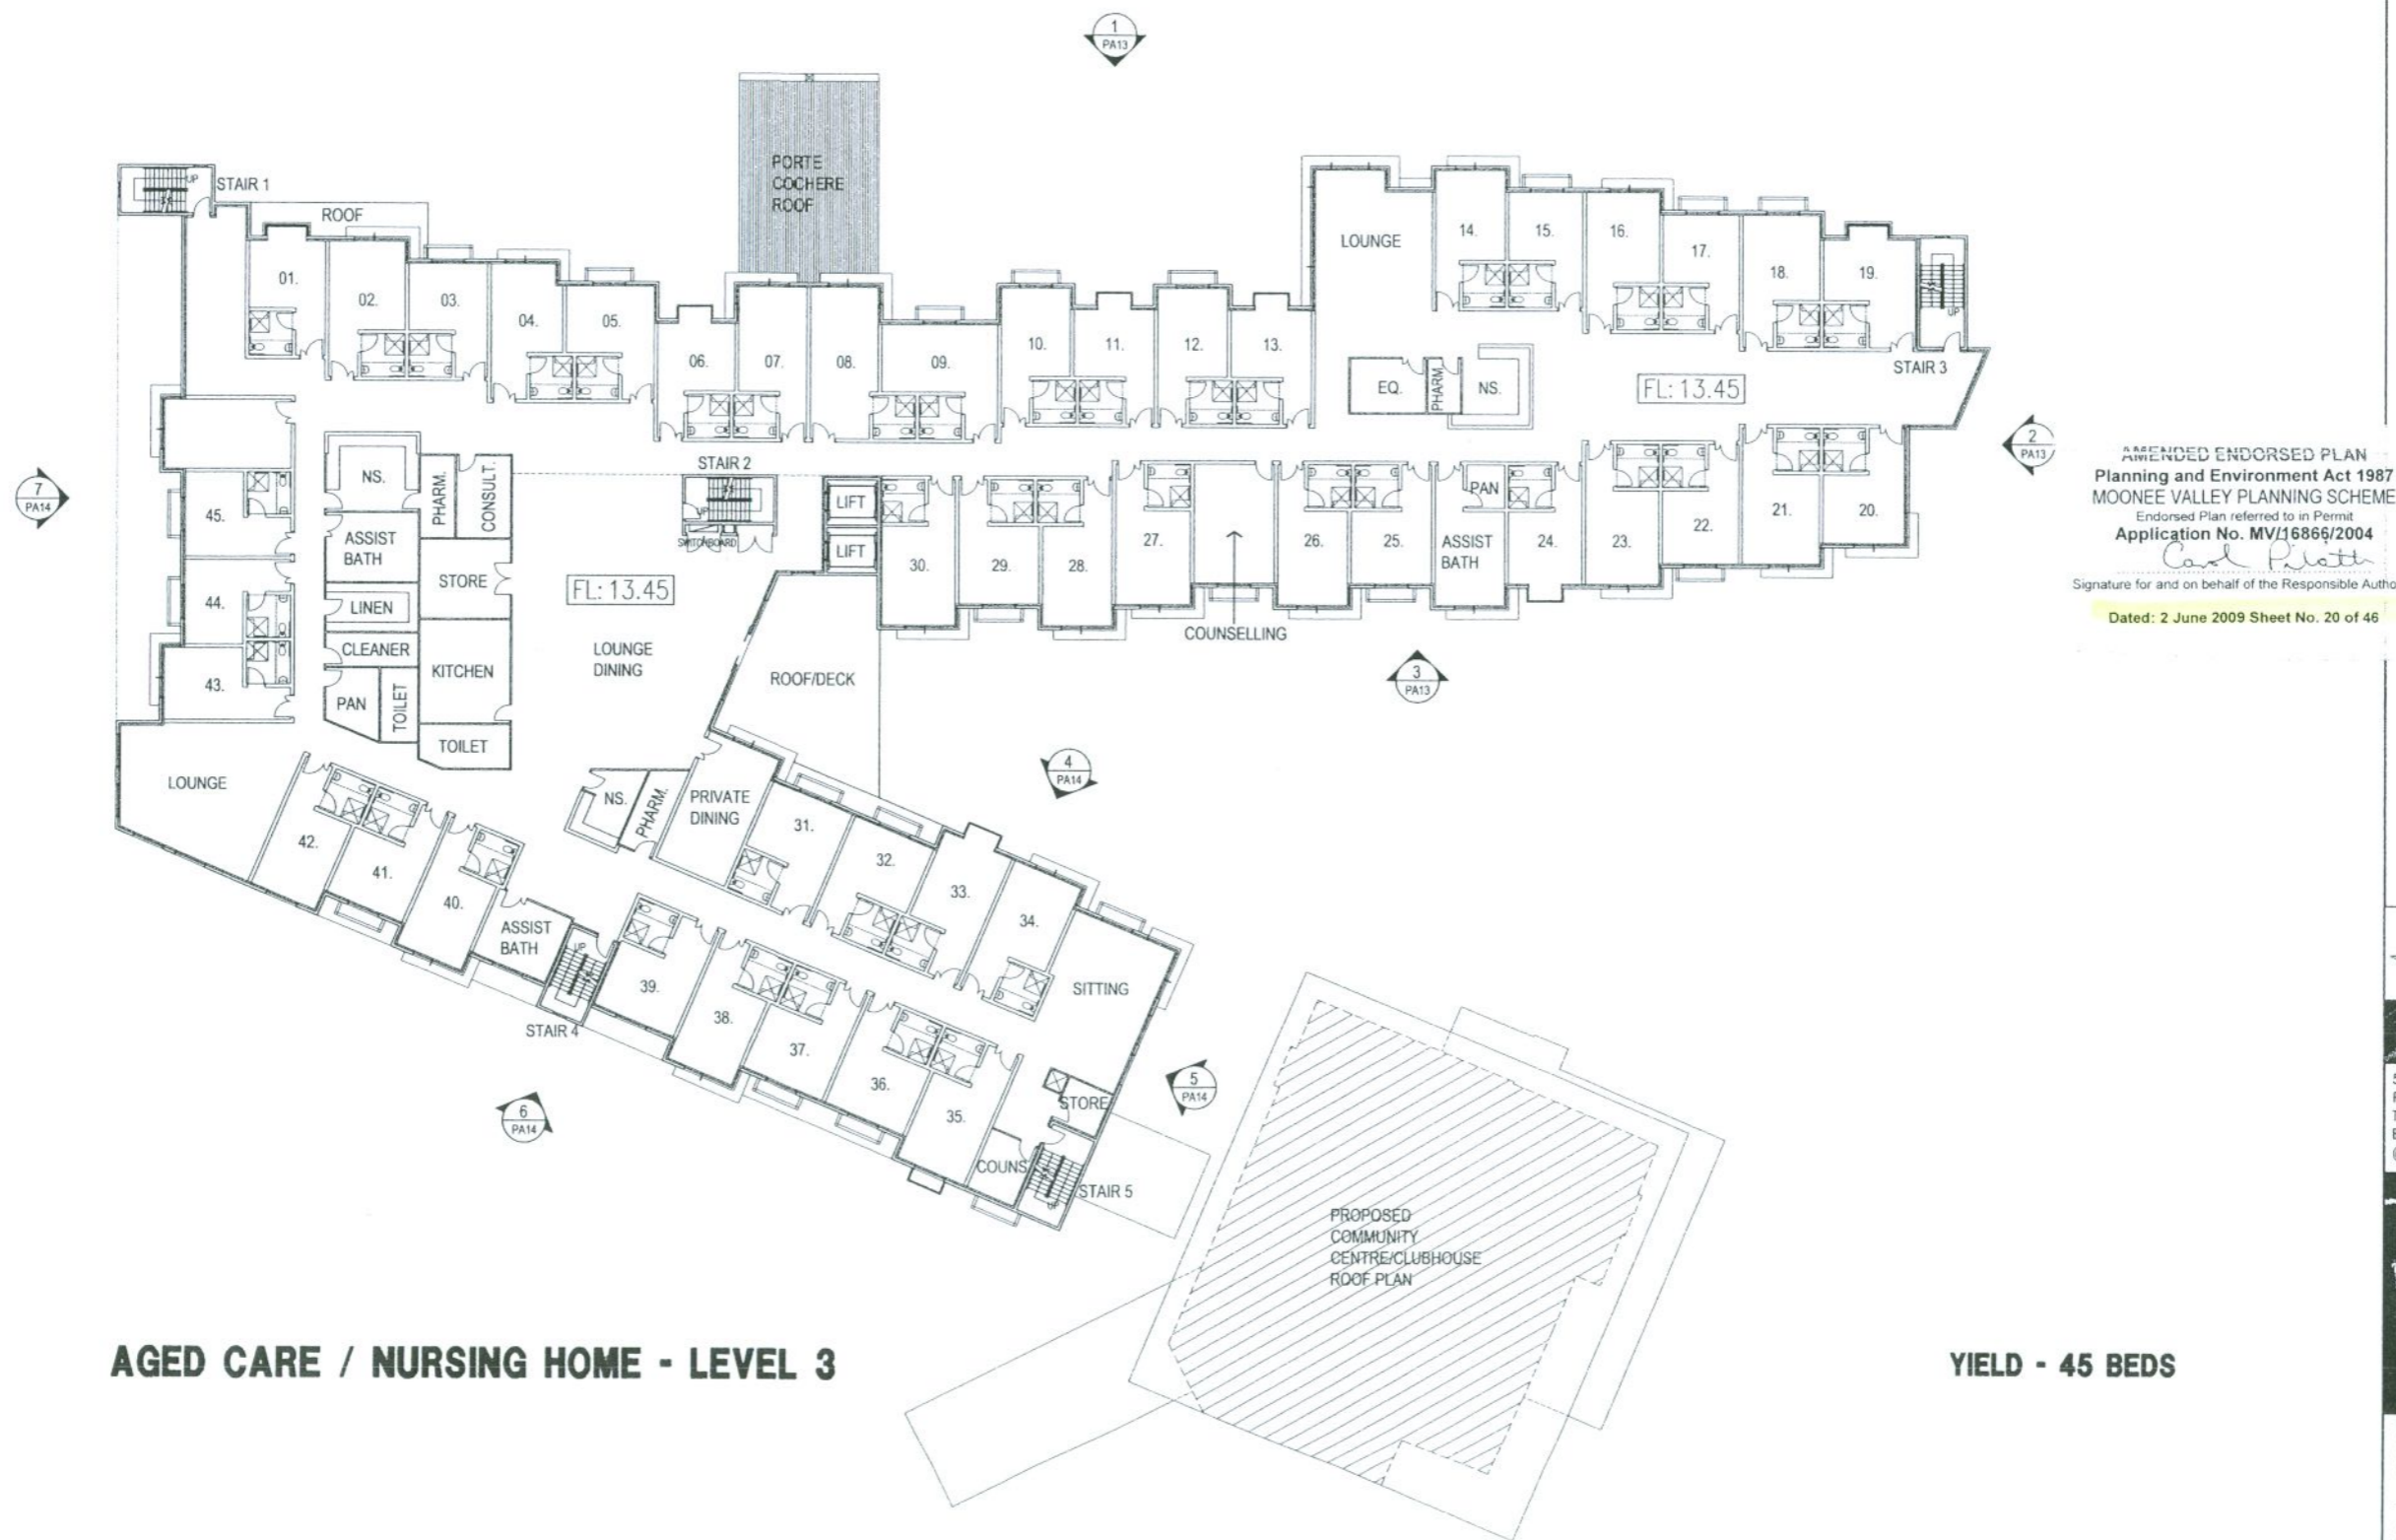 1
PA13
PORTE
COCHERE
ROOF
STAIR 1
UP
ROOF
01.
02.
03.
04.
05.
06.
07.
08.
09.
10.
11.
12.
13.
LOUNGE
14.
15.
16.
17.
18.
19.
UP
STAIR 3
EQ.
PHARM.
NS.
FL: 13.45
2
PA13
AMENDED ENDORSED PLAN
Planning and Environment Act 1987
MOONEE VALLEY PLANNING SCHEME
Endorsed Plan referred to in Permit
Application No. MV/16866/2004
Carol Pilatti
Signature for and on behalf of the Responsible Autho
Dated: 2 June 2009 Sheet No. 20 of 46
7
PA14
NS.
PHARM.
CONSULT.
STAIR 2
UP
SWITCHBOARD
LIFT
LIFT
45.
ASSIST
BATH
STORE
FL: 13.45
44.
LINEN
CLEANER
KITCHEN
LOUNGE
DINING
43.
PAN
TOILET
TOILET
ROOF/DECK
30.
29.
28.
27.
COUNSELLING
26.
25.
PAN
ASSIST
BATH
24.
23.
22.
21.
20.
3
PA13
4
PA14
LOUNGE
NS.
PHARM.
PRIVATE
DINING
31.
32.
33.
34.
SITTING
42.
41.
40.
ASSIST
BATH
UP
STAIR 4
39.
38.
37.
36.
35.
STORE
COUNS
UP
STAIR 5
5
PA14
6
PA14
PROPOSED
COMMUNITY
CENTRE/CLUBHOUSE
ROOF PLAN
AGED CARE / NURSING HOME - LEVEL 3
YIELD - 45 BEDS